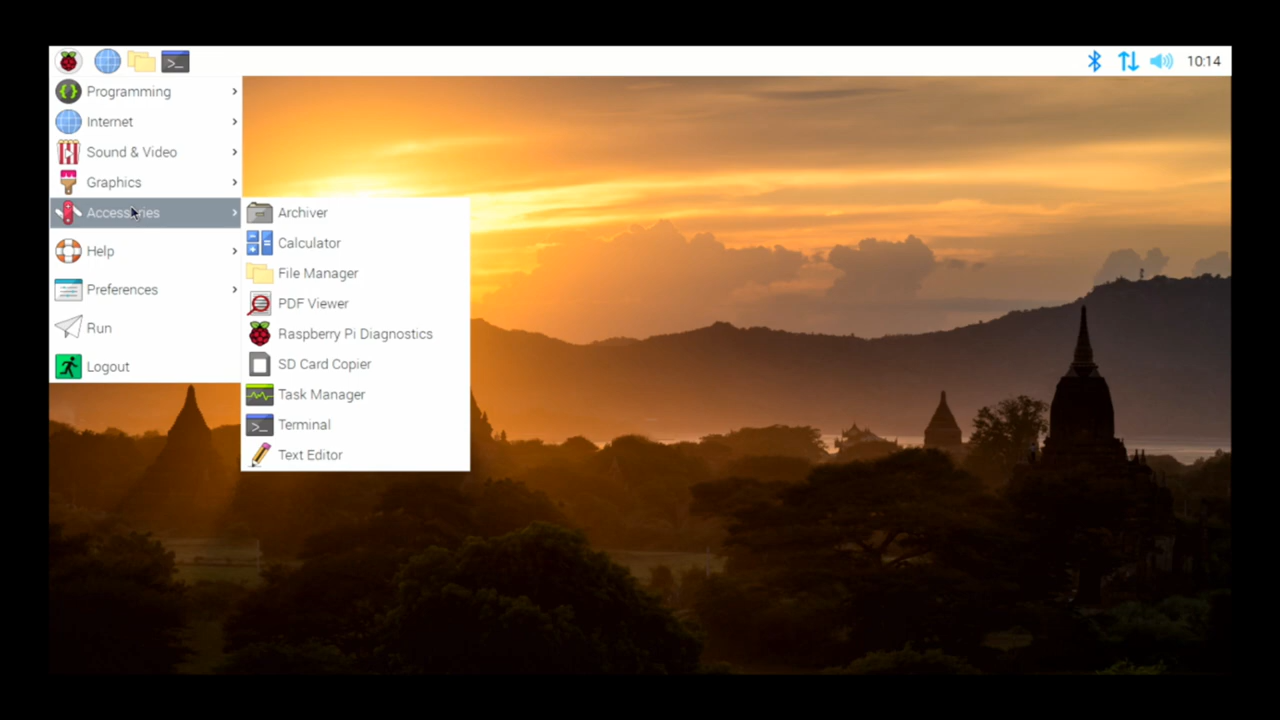 10:14
Programming
Internet
Sound & Video
Graphics
Accessories
Help
Preferences
Run
Logout
Archiver
Calculator
File Manager
PDF Viewer
Raspberry Pi Diagnostics
SD Card Copier
Task Manager
Terminal
Text Editor